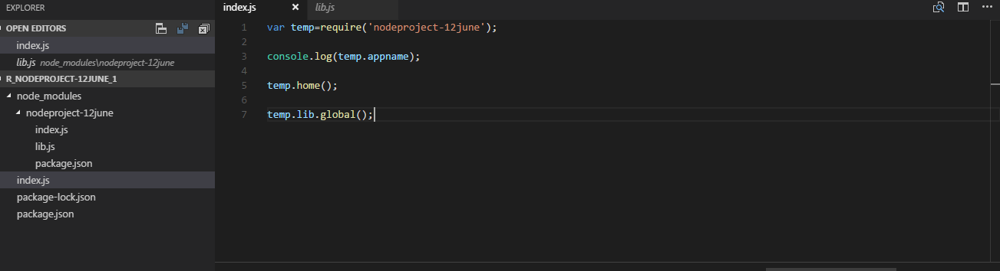 EXPLORER
OPEN EDITORS
index.js
lib.js node_modules\nodeproject-12june
R_NODEPROJECT-12JUNE_1
node_modules
nodeproject-12june
index.js
lib.js
package.json
index.js
package-lock.json
package.json
index.js lib.js
1 var temp=require('nodeproject-12june');
2
3 console.log(temp.appname);
4
5 temp.home();
6
7 temp.lib.global();